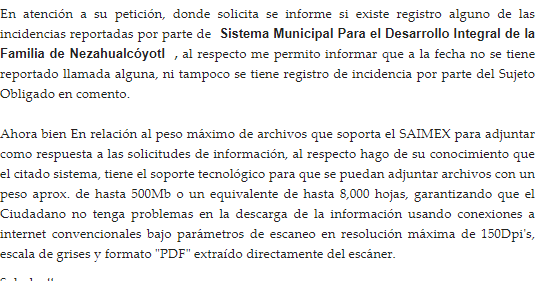 En atención a su petición, donde solicita se informe si existe registro alguno de las
incidencias reportadas por parte de Sistema Municipal Para el Desarrollo Integral de la
Familia de Nezahualcóyotl , al respecto me permito informar que a la fecha no se tiene
reportado llamada alguna, ni tampoco se tiene registro de incidencia por parte del Sujeto
Obligado en comento.
Ahora bien En relación al peso máximo de archivos que soporta el SAIMEX para adjuntar
como respuesta a las solicitudes de información, al respecto hago de su conocimiento que
el citado sistema, tiene el soporte tecnológico para que se puedan adjuntar archivos con un
peso aprox. de hasta 500Mb o un equivalente de hasta 8,000 hojas, garantizando que el
Ciudadano no tenga problemas en la descarga de la información usando conexiones a
internet convencionales bajo parámetros de escaneo en resolución máxima de 150Dpi's,
escala de grises y formato "PDF" extraído directamente del escáner.